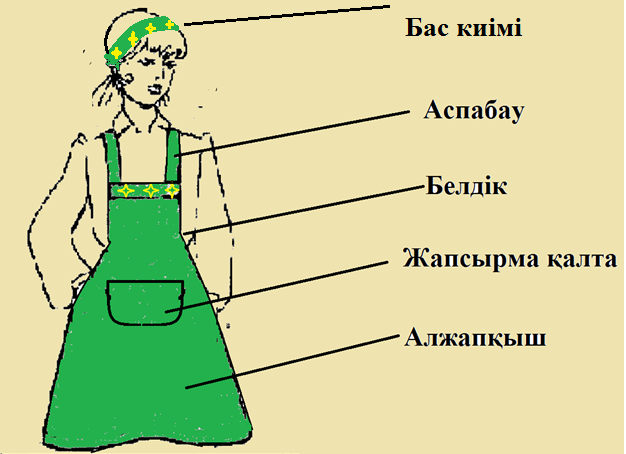 Бас киімі
Аспабау
Белдік
Жапсырма қалта
Алжапқыш